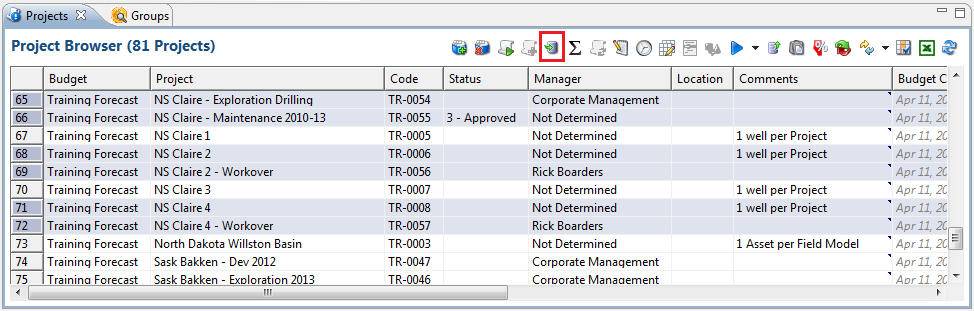 Projects Groups
Project Browser (81 Projects)
Budget Project Code Status Manager Location Comments Budget C
65 Training Forecast NS Claire - Exploration Drilling TR-0054 Corporate Management Apr 11, 20
66 Training Forecast NS Claire - Maintenance 2010-13 TR-0055 3 - Approved Not Determined Apr 11, 20
67 Training Forecast NS Claire 1 TR-0005 Not Determined 1 well per Project Apr 11, 20
68 Training Forecast NS Claire 2 TR-0006 Not Determined 1 well per Project Apr 11, 20
69 Training Forecast NS Claire 2 - Workover TR-0056 Rick Boarders Apr 11, 20
70 Training Forecast NS Claire 3 TR-0007 Not Determined 1 well per Project Apr 11, 20
71 Training Forecast NS Claire 4 TR-0008 Not Determined 1 well per Project Apr 11, 20
72 Training Forecast NS Claire 4 - Workover TR-0057 Rick Boarders Apr 11, 20
73 Training Forecast North Dakota Willston Basin TR-0003 Not Determined 1 Asset per Field Model Apr 11, 20
74 Training Forecast Sask Bakken - Dev 2012 TR-0047 Corporate Management Apr 11, 20
75 Training Forecast Sask Bakken - Exploration 2013 TR-0046 Corporate Management Apr 11, 20